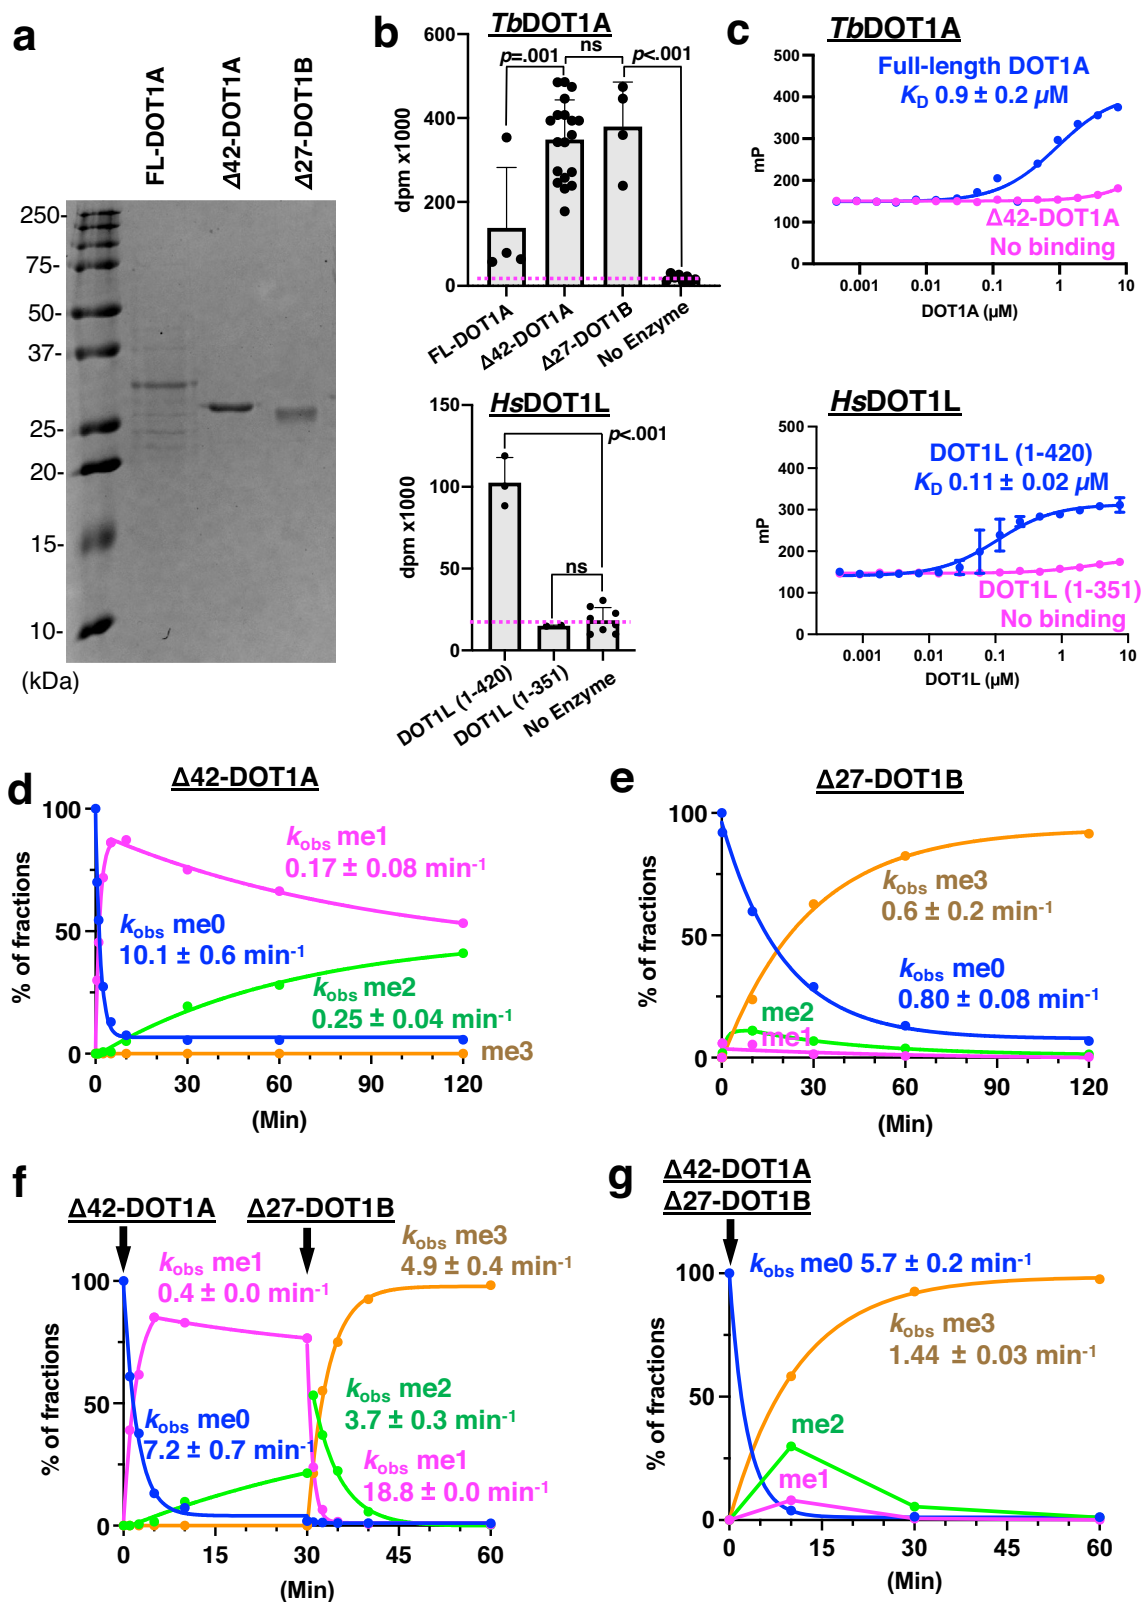 a
FL-DOT1A
Δ42-DOT1A
Δ27-DOT1B
250-
75-
50-
37-
25-
20-
15-
10-
(kDa)
b
TbDOT1A
ns
p=.001
p<.001
600
400
200
0
dpm x1000
FL-DOT1A
Δ42-DOT1A
Δ27-DOT1B
No Enzyme
HsDOT1L
p<.001
ns
150
100
50
0
dpm x1000
DOT1L (1-420)
DOT1L (1-351)
No Enzyme
c
TbDOT1A
Full-length DOT1A
KD 0.9 ± 0.2 µM
Δ42-DOT1A
No binding
500
400
300
200
100
0
mP
0.001 0.01 0.1 1 10
DOT1A (µM)
HsDOT1L
DOT1L (1-420)
KD 0.11 ± 0.02 µM
DOT1L (1-351)
No binding
500
400
300
200
100
0
mP
0.001 0.01 0.1 1 10
DOT1L (µM)
d
Δ42-DOT1A
kobs me1
0.17 ± 0.08 min-1
kobs me0
10.1 ± 0.6 min-1
kobs me2
0.25 ± 0.04 min-1
me3
100
50
0
% of fractions
0 30 60 90 120
(Min)
e
Δ27-DOT1B
kobs me3
0.6 ± 0.2 min-1
kobs me0
0.80 ± 0.08 min-1
me2
me1
100
50
0
% of fractions
0 30 60 90 120
(Min)
f
Δ42-DOT1A
Δ27-DOT1B
kobs me3
4.9 ± 0.4 min-1
kobs me1
0.4 ± 0.0 min-1
kobs me2
3.7 ± 0.3 min-1
kobs me0
7.2 ± 0.7 min-1
kobs me1
18.8 ± 0.0 min-1
100
50
0
% of fractions
0 15 30 45 60
(Min)
g
Δ42-DOT1A
Δ27-DOT1B
kobs me0 5.7 ± 0.2 min-1
kobs me3
1.44 ± 0.03 min-1
me2
me1
100
50
0
% of fractions
0 15 30 45 60
(Min)